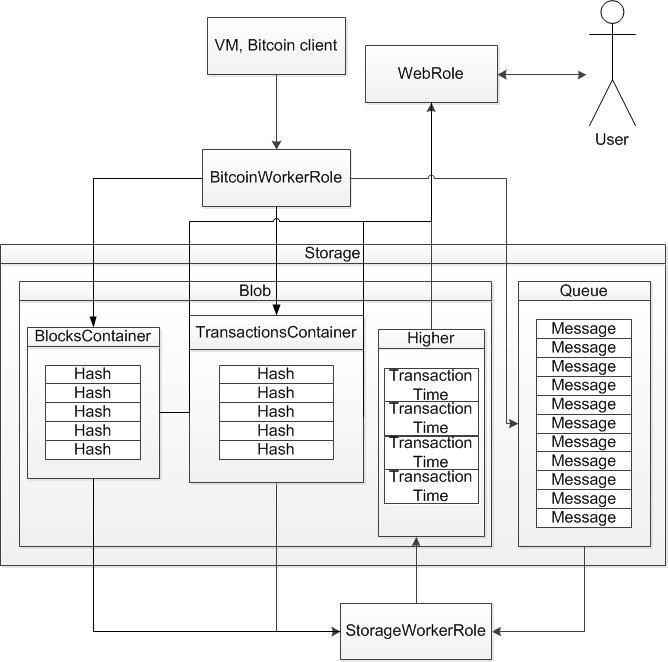 VM, Bitcoin client
WebRole
User
BitcoinWorkerRole
Storage
Blob
Queue
BlocksContainer
Hash
Hash
Hash
Hash
Hash
TransactionsContainer
Hash
Hash
Hash
Hash
Hash
Higher
Transaction
Time
Transaction
Time
Transaction
Time
Transaction
Time
Message
Message
Message
Message
Message
Message
Message
Message
Message
Message
Message
StorageWorkerRole